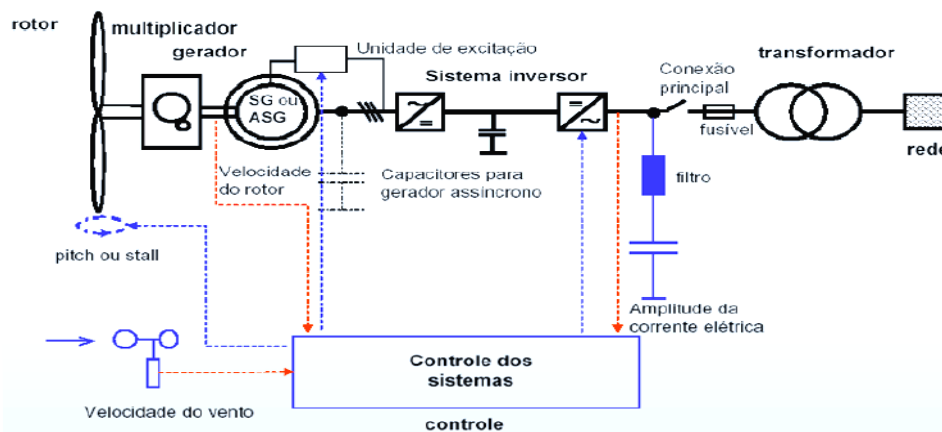 rotor
multiplicador
gerador
Unidade de excitação
Sistema inversor
Conexão
principal
transformador
SG ou
ASG
fusível
rede
Velocidade
do rotor
Capacitores para
gerador assíncrono
filtro
pitch ou stall
Amplitude da
corrente elétrica
Controle dos
sistemas
Velocidade do vento
controle